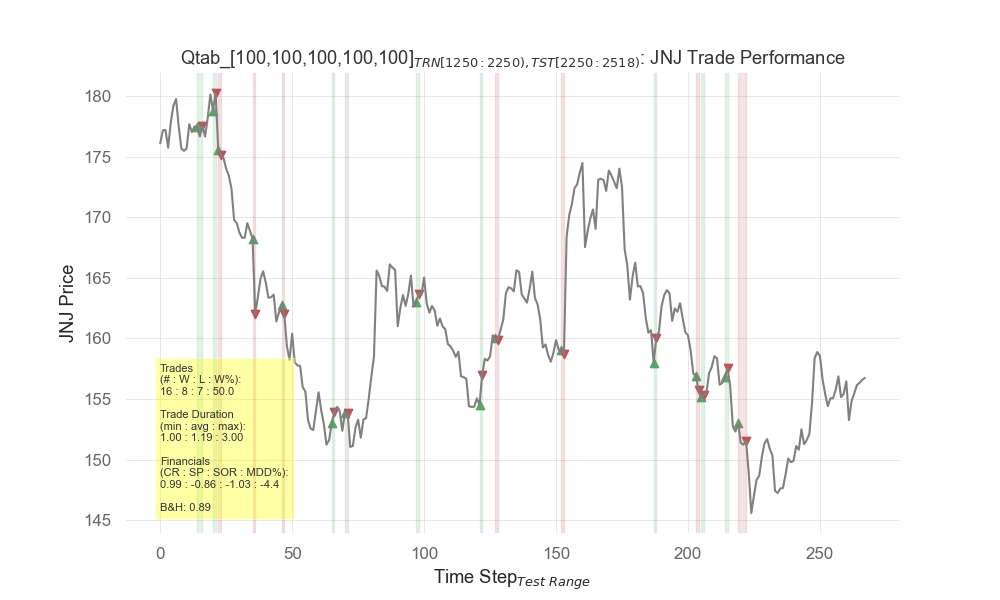 Qtab_[100,100,100,100,100]TRN[1250:2250),TST[2250:2518): JNJ Trade Performance
JNJ Price
180
175
170
165
160
155
150
145
Trades
(# : W : L : W%):
16 : 8 : 7 : 50.0
Trade Duration
(min : avg : max):
1.00 : 1.19 : 3.00
Financials
(CR : SP : SOR : MDD%):
0.99 : -0.86 : -1.03 : -4.4
B&H: 0.89
0 50 100 150 200 250
Time StepTest Range